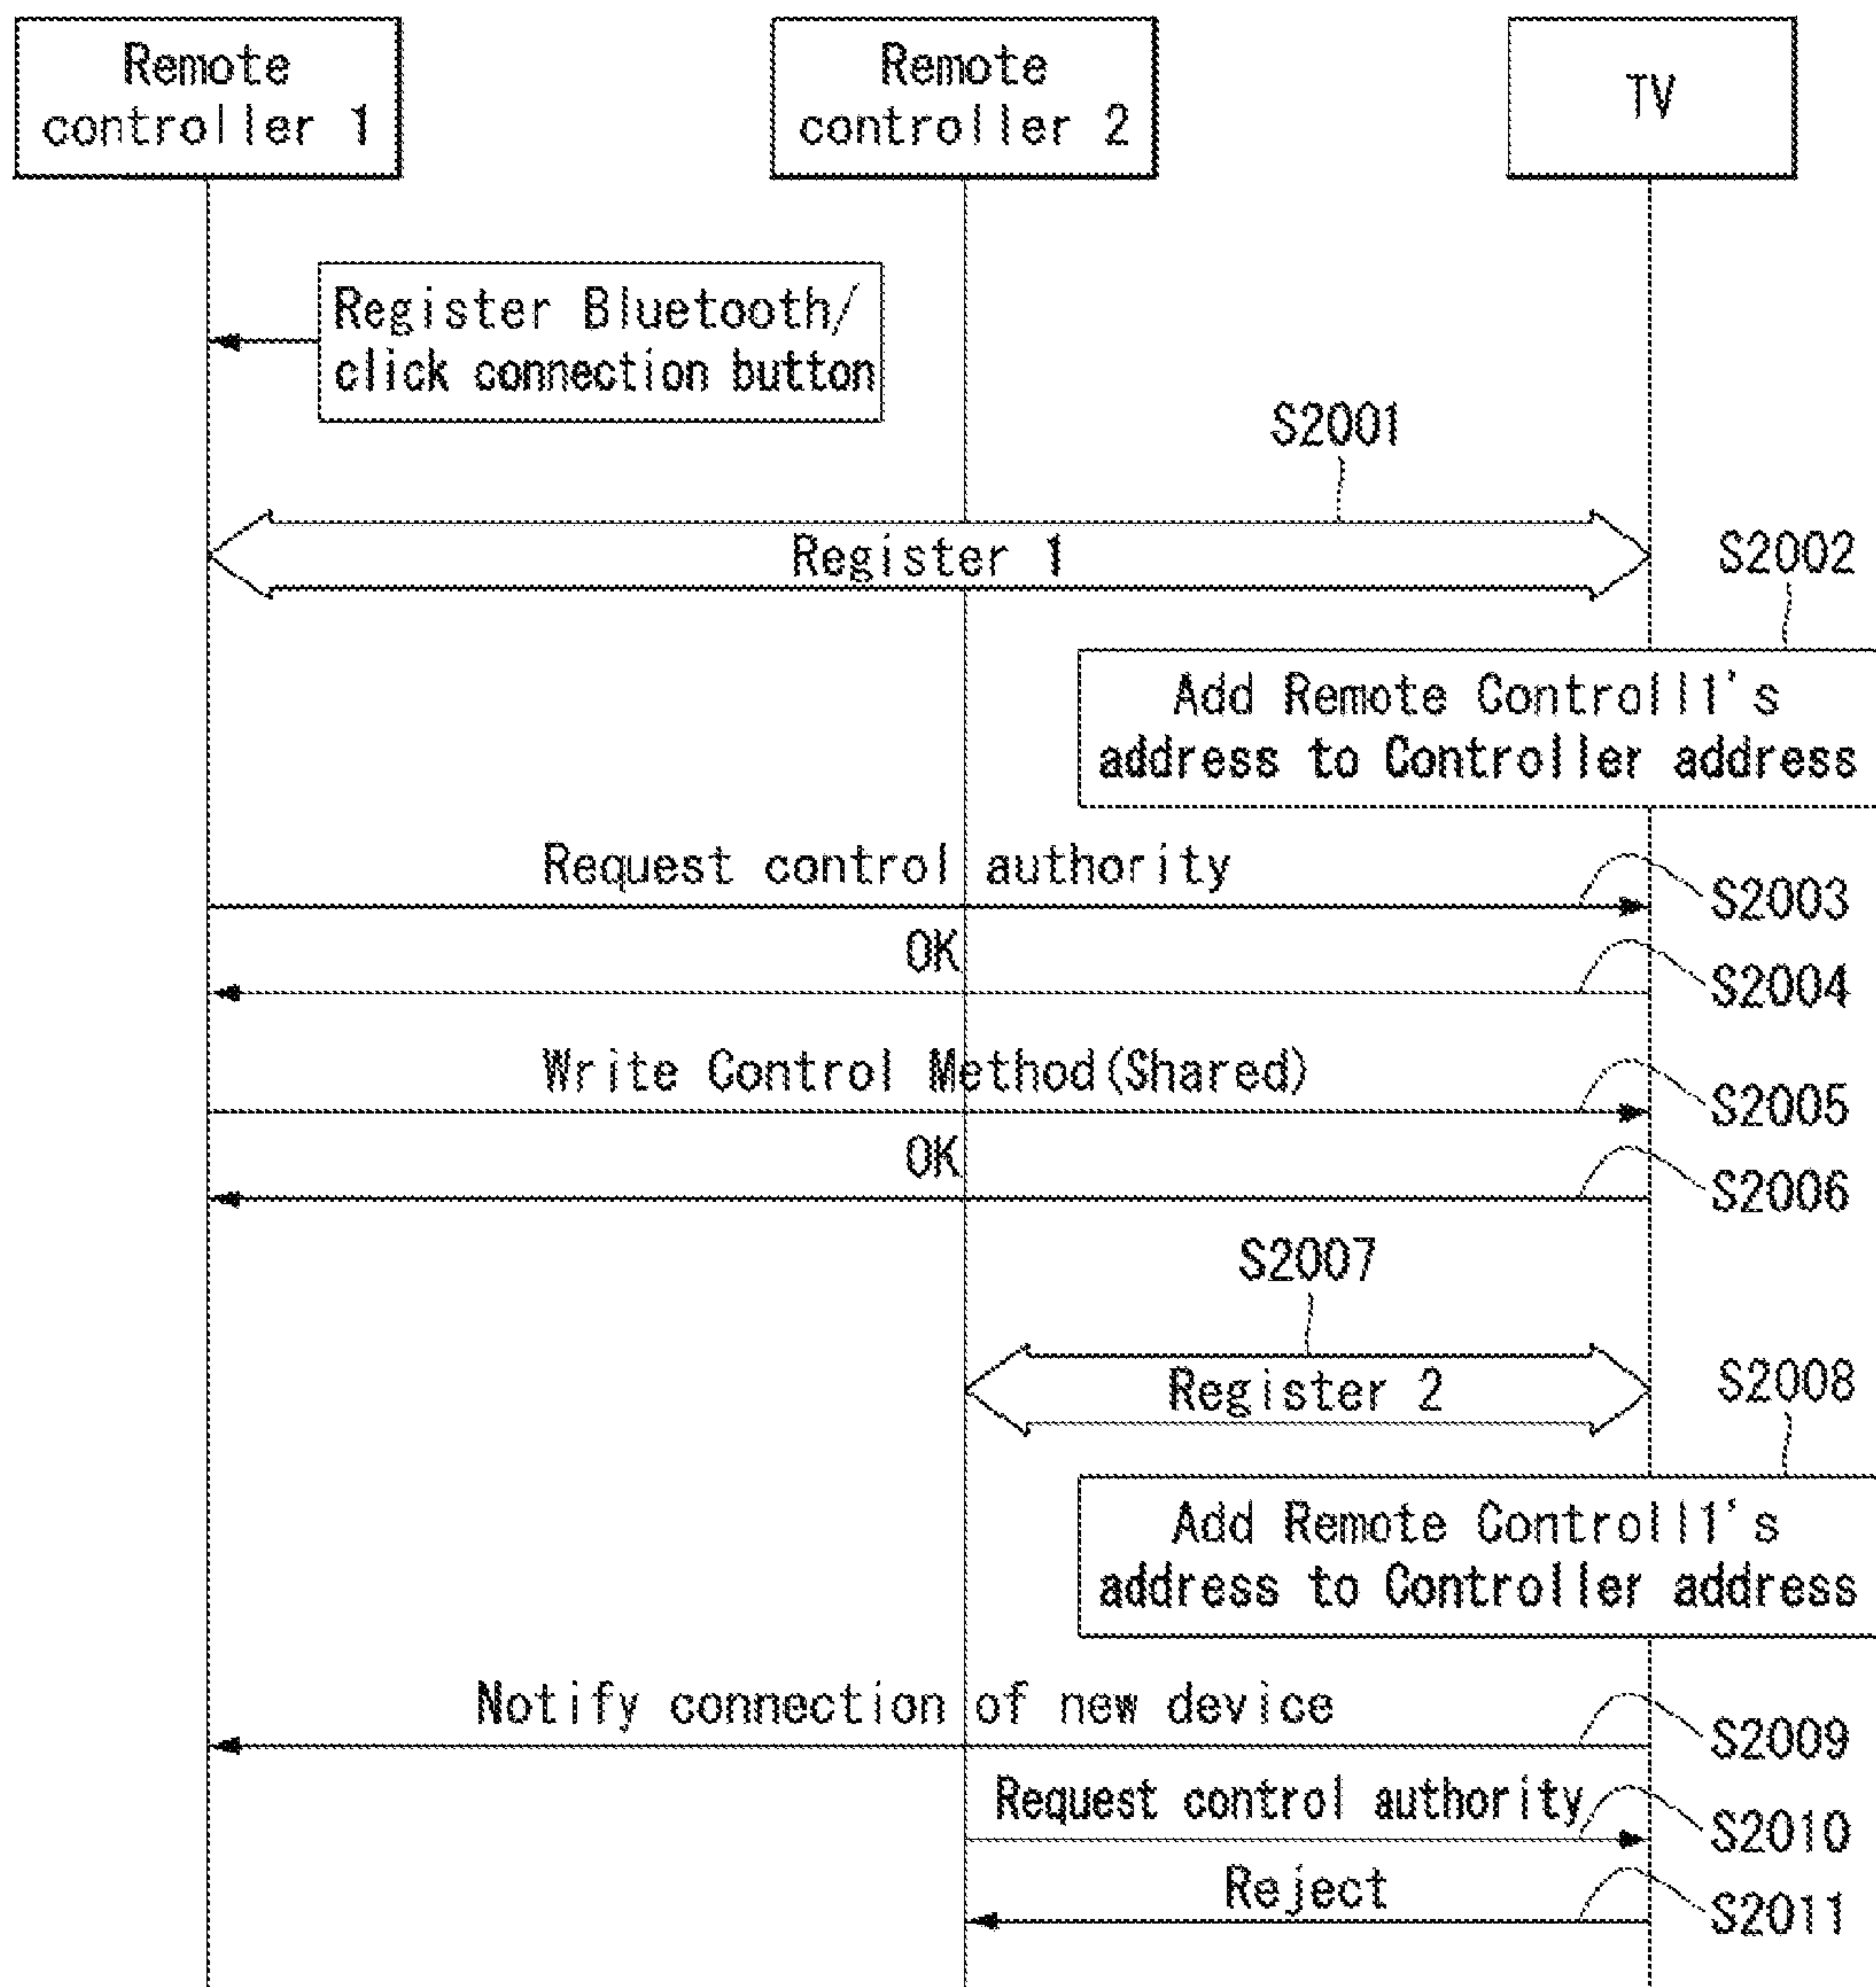 Remote
controller 1
Remote
controller 2
TV
Register Bluetooth/
click connection button
S2001
Register 1
S2002
Add Remote Controll1's
address to Controller address
Request control authority
S2003
OK
S2004
Write Control Method(Shared)
S2005
OK
S2006
S2007
Register 2
S2008
Add Remote Controll1's
address to Controller address
Notify connection of new device
S2009
Request control authority
S2010
Reject
S2011